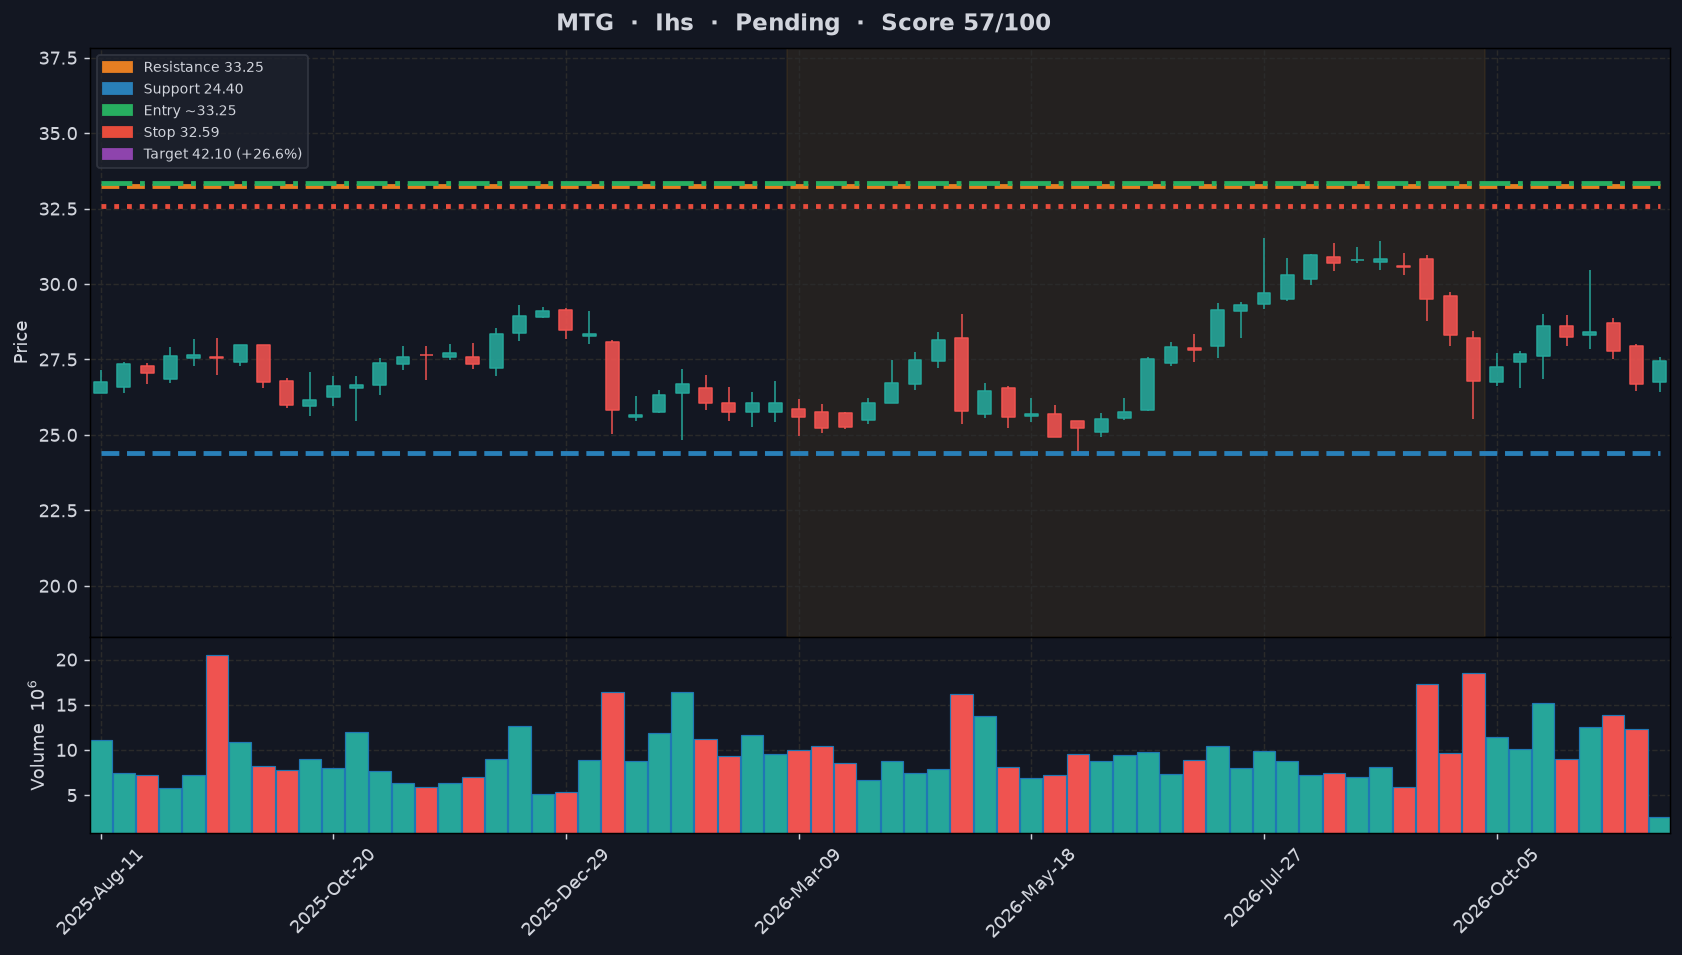 MTG · Ihs · Pending · Score 57/100
Resistance 33.25
Support 24.40
Entry ~33.25
Stop 32.59
Target 42.10 (+26.6%)
37.5
35.0
32.5
30.0
27.5
25.0
22.5
20.0
Price
20
15
10
5
Volume 10⁶
2025-Aug-11
2025-Oct-20
2025-Dec-29
2026-Mar-09
2026-May-18
2026-Jul-27
2026-Oct-05